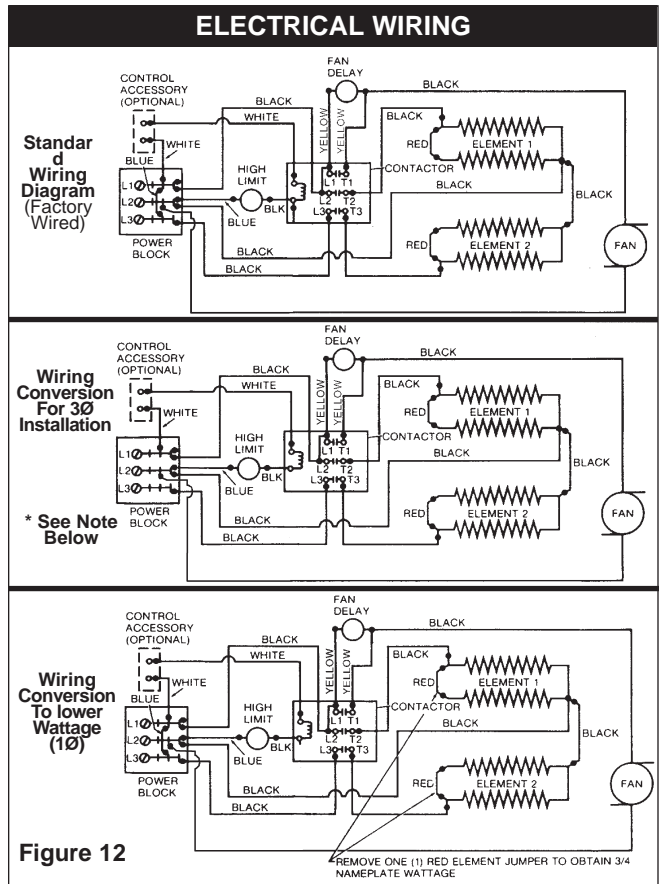 ELECTRICAL WIRING
Standar
d
Wiring
Diagram
(Factory
Wired)
CONTROL
ACCESSORY
(OPTIONAL)
WHITE
BLUE
L1
L2
L3
POWER
BLOCK
BLACK
WHITE
HIGH
LIMIT
BLUE
BLK
BLACK
BLACK
FAN
DELAY
YELLOW
YELLOW
L1 T1
L2 T2
L3 T3
BLACK
BLACK
CONTACTOR
RED
ELEMENT 1
BLACK
BLACK
RED
ELEMENT 2
FAN
Wiring
Conversion
For 3Ø
Installation
* See Note
Below
CONTROL
ACCESSORY
(OPTIONAL)
WHITE
L1
L2
L3
POWER
BLOCK
BLACK
WHITE
HIGH
LIMIT
BLUE
BLK
BLACK
BLACK
FAN
DELAY
YELLOW
YELLOW
L1 T1
L2 T2
L3 T3
BLACK
BLACK
CONTACTOR
RED
ELEMENT 1
BLACK
BLACK
RED
ELEMENT 2
FAN
Wiring
Conversion
To lower
Wattage
(1Ø)
CONTROL
ACCESSORY
(OPTIONAL)
WHITE
BLUE
L1
L2
L3
POWER
BLOCK
BLACK
WHITE
HIGH
LIMIT
BLUE
BLK
BLACK
BLACK
FAN
DELAY
YELLOW
YELLOW
L1 T1
L2 T2
L3 T3
BLACK
BLACK
CONTACTOR
RED
ELEMENT 1
BLACK
BLACK
RED
ELEMENT 2
FAN
Figure 12
REMOVE ONE (1) RED ELEMENT JUMPER TO OBTAIN 3/4
NAMEPLATE WATTAGE